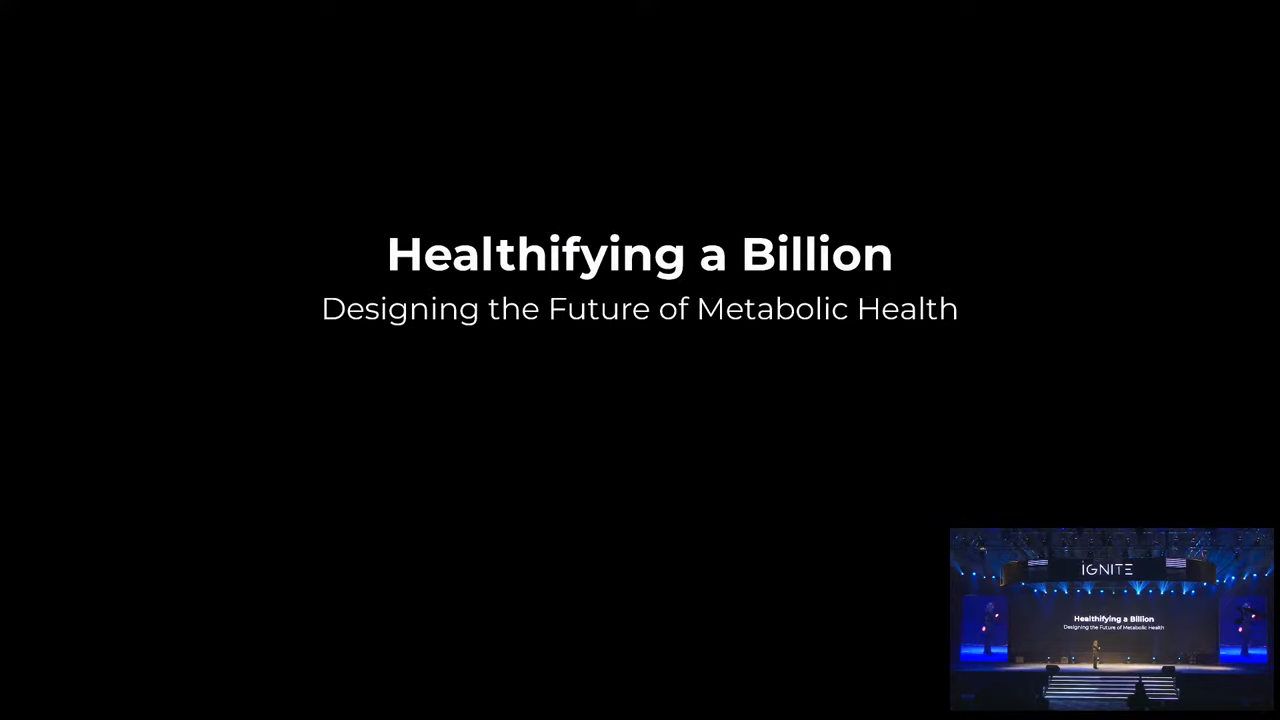 Healthifying a Billion
Designing the Future of Metabolic Health
IGNITE
Healthifying a Billion
Designing the Future of Metabolic Health